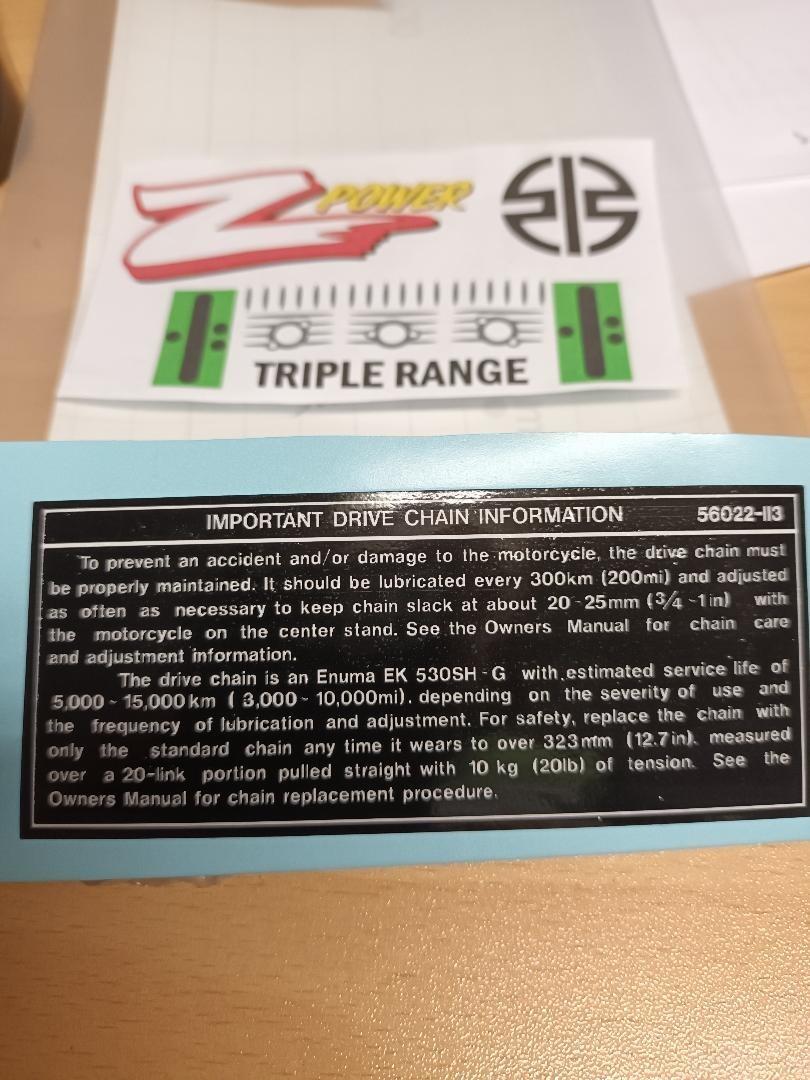 Z POWER
TRIPLE RANGE
IMPORTANT DRIVE CHAIN INFORMATION 56022-113
To prevent an accident and/or damage to the motorcycle, the drive chain must
be properly maintained. It should be lubricated every 300km (200mi) and adjusted
as often as necessary to keep chain slack at about 20-25mm (3/4 -1in) with
the motorcycle on the center stand. See the Owners Manual for chain care
and adjustment information.
The drive chain is an Enuma EK 530SH-G with estimated service life of
5,000 ~ 15,000km ( 3,000 ~ 10,000mi). depending on the severity of use and
the frequency of lubrication and adjustment. For safety, replace the chain with
only the standard chain any time it wears to over 323mm (12.7in). measured
over a 20-link portion pulled straight with 10 kg (20lb) of tension. See the
Owners Manual for chain replacement procedure.